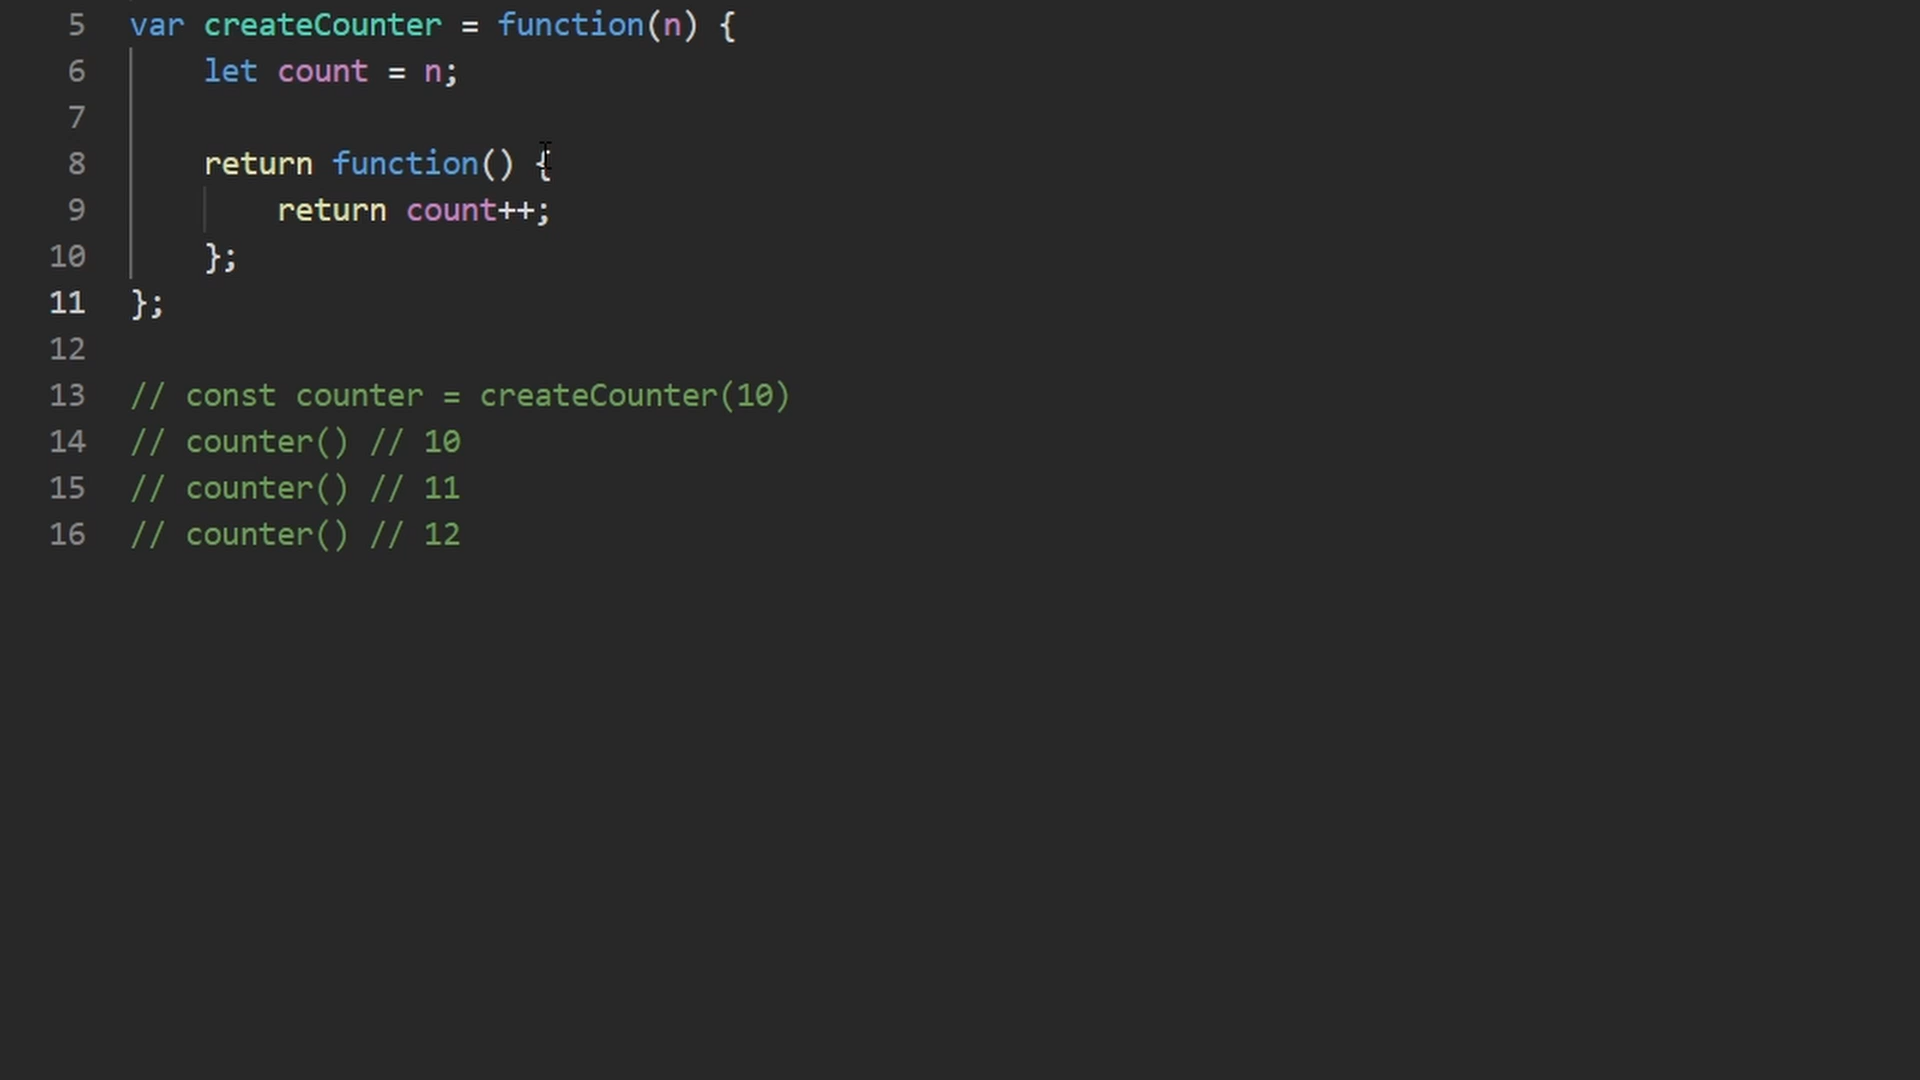 5 var createCounter = function(n) {
6     let count = n;
7
8     return function() {
9         return count++;
10     };
11 };
12
13 // const counter = createCounter(10)
14 // counter() // 10
15 // counter() // 11
16 // counter() // 12